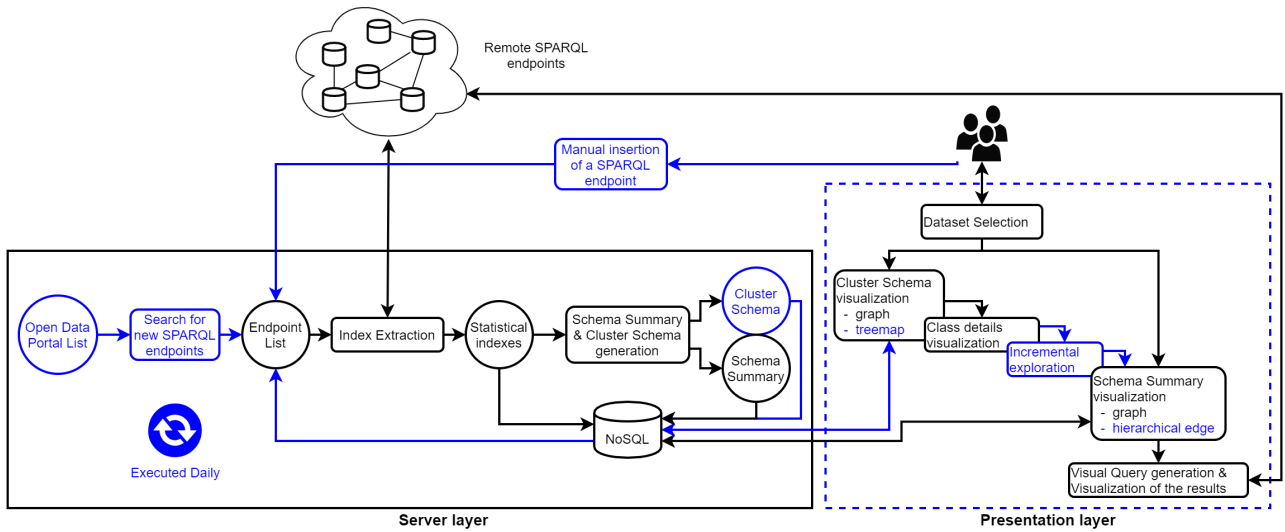 Remote SPARQL
endpoints
Manual insertion
of a SPARQL
endpoint
Dataset Selection
Open Data
Portal List
Search for
new SPARQL
endpoints
Endpoint
List
Index Extraction
Statistical
indexes
Schema Summary
& Cluster Schema
generation
Cluster
Schema
Schema
Summary
NoSQL
Executed Daily
Server layer
Cluster Schema
visualization
- graph
- treemap
Class details
visualization
Incremental
exploration
Schema Summary
visualization
- graph
- hierarchical edge
Visual Query generation &
Visualization of the results
Presentation layer